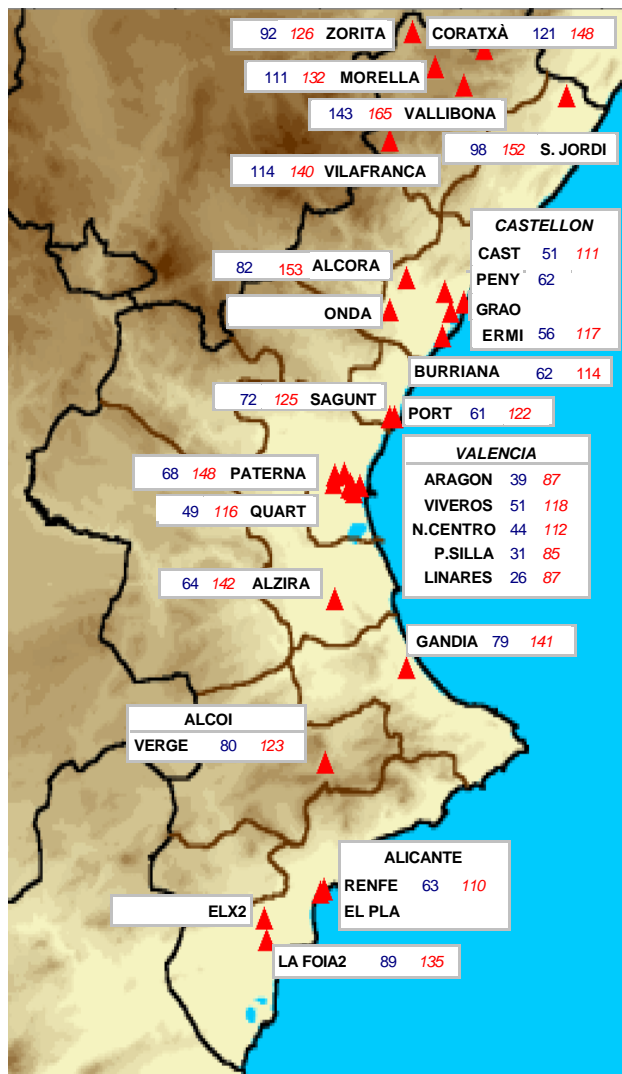 92 126 ZORITA
CORATXÀ 121 148
111 132 MORELLA
143 165 VALLIBONA
98 152 S. JORDI
114 140 VILAFRANCA
CASTELLON
CAST 51 111
PENY 62
GRAO
ERMI 56 117
82 153 ALCORA
ONDA
BURRIANA 62 114
72 125 SAGUNT
PORT 61 122
VALENCIA
ARAGON 39 87
VIVEROS 51 118
N.CENTRO 44 112
P.SILLA 31 85
LINARES 26 87
68 148 PATERNA
49 116 QUART
64 142 ALZIRA
GANDIA 79 141
ALCOI
VERGE 80 123
ALICANTE
RENFE 63 110
EL PLA
ELX2
LA FOIA2 89 135